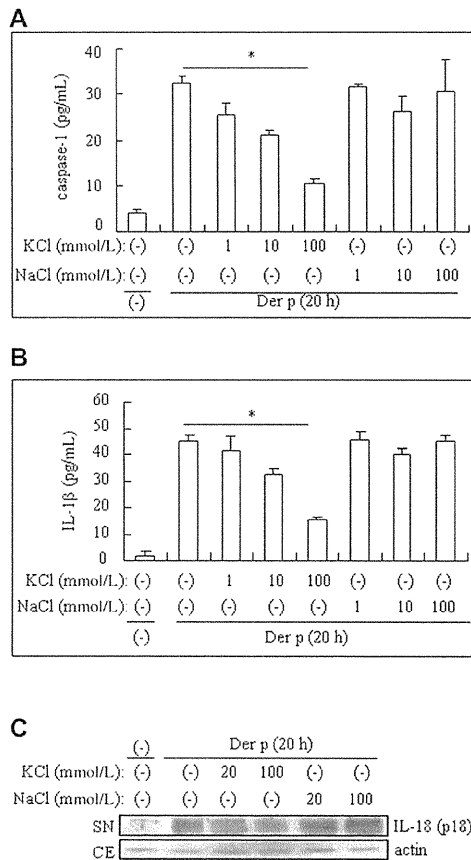 A
caspase-1 (pg/mL)
40
30
20
10
0
*
KCl (mmol/L): (-) (-) 1 10 100 (-) (-) (-)
NaCl (mmol/L): (-) (-) (-) (-) (-) 1 10 100
(-) Der p (20 h)
B
IL-1β (pg/mL)
60
50
40
30
20
10
0
*
KCl (mmol/L): (-) (-) 1 10 100 (-) (-) (-)
NaCl (mmol/L): (-) (-) (-) (-) (-) 1 10 100
(-) Der p (20 h)
C
(-) Der p (20 h)
KCl (mmol/L): (-) (-) 20 100 (-) (-)
NaCl (mmol/L): (-) (-) (-) (-) 20 100
SN IL-18 (p18)
CE actin